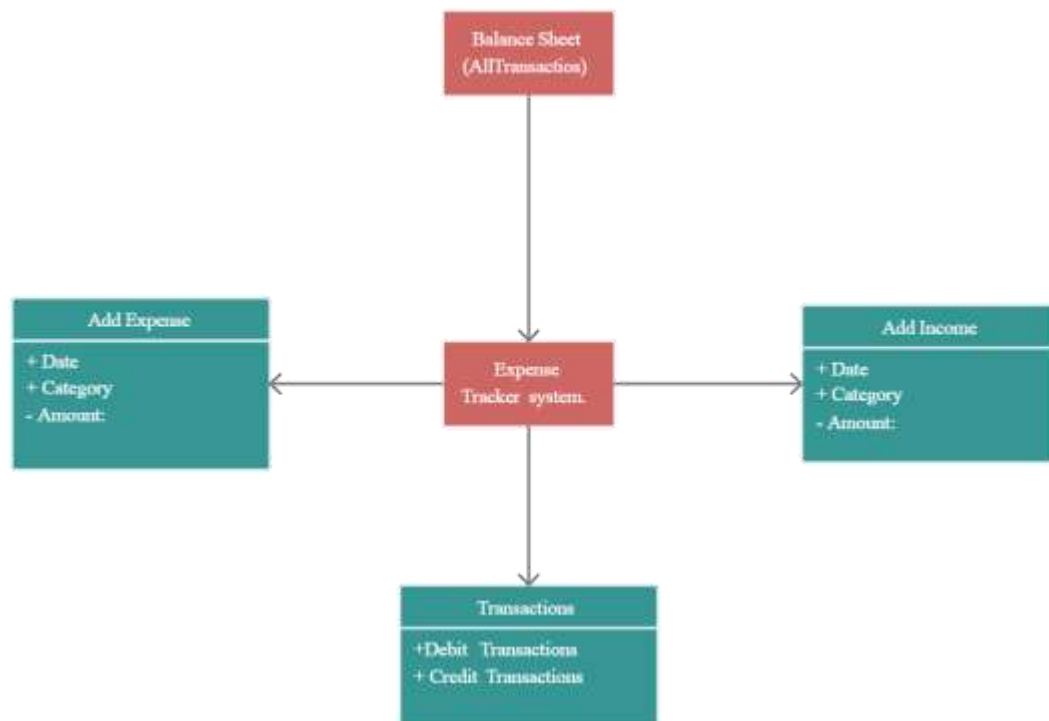 Balance Sheet
(AllTransactios)
Add Expense
+ Date
+ Category
- Amount:
Expense
Tracker system.
Add Income
+ Date
+ Category
- Amount:
Transactions
+Debit Transactions
+ Credit Transactions